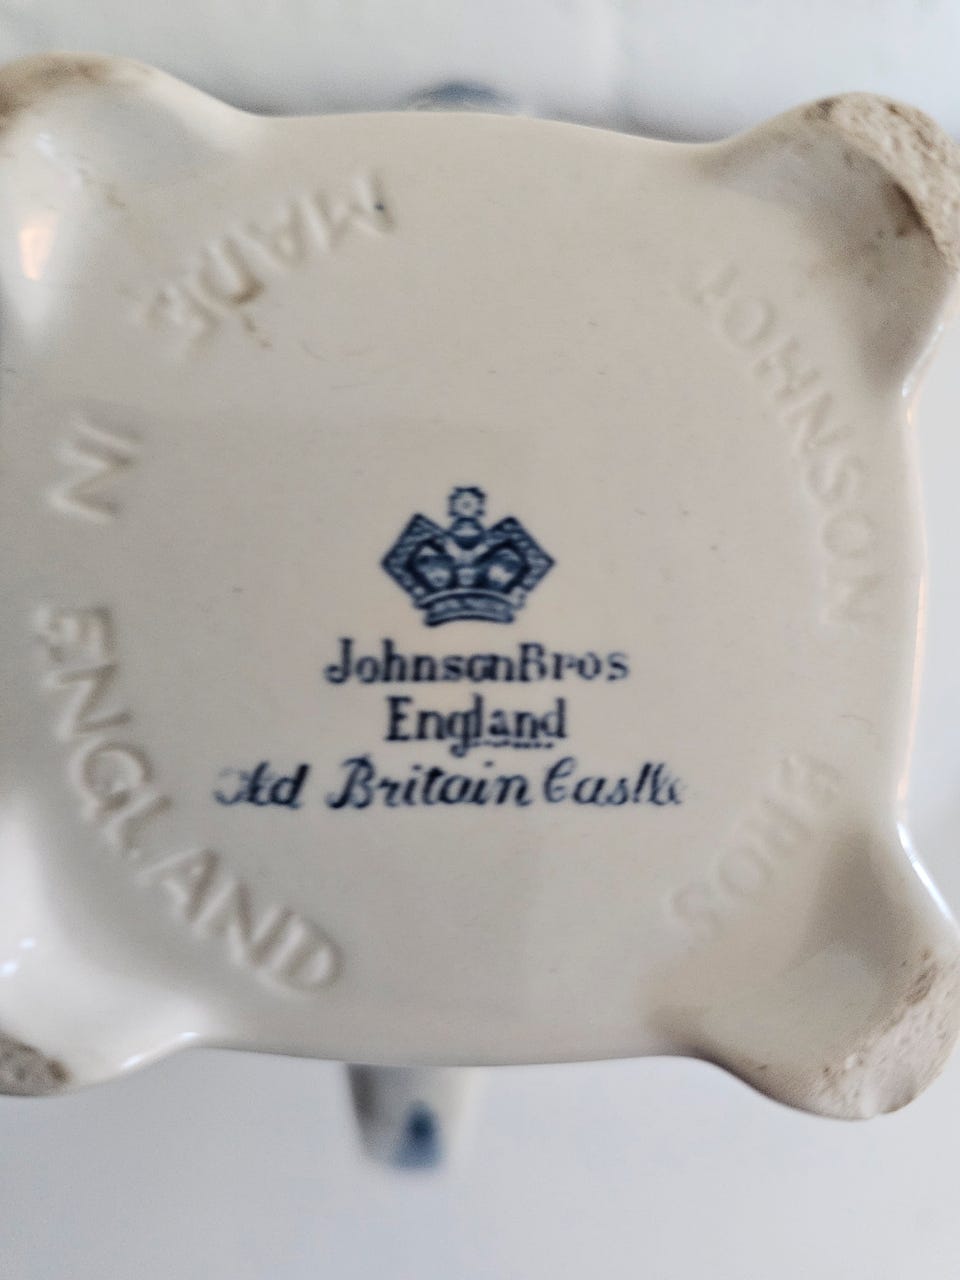 MADE IN ENGLAND
JOHNSON BROS
JohnsonBros
England
Old Britain Castle